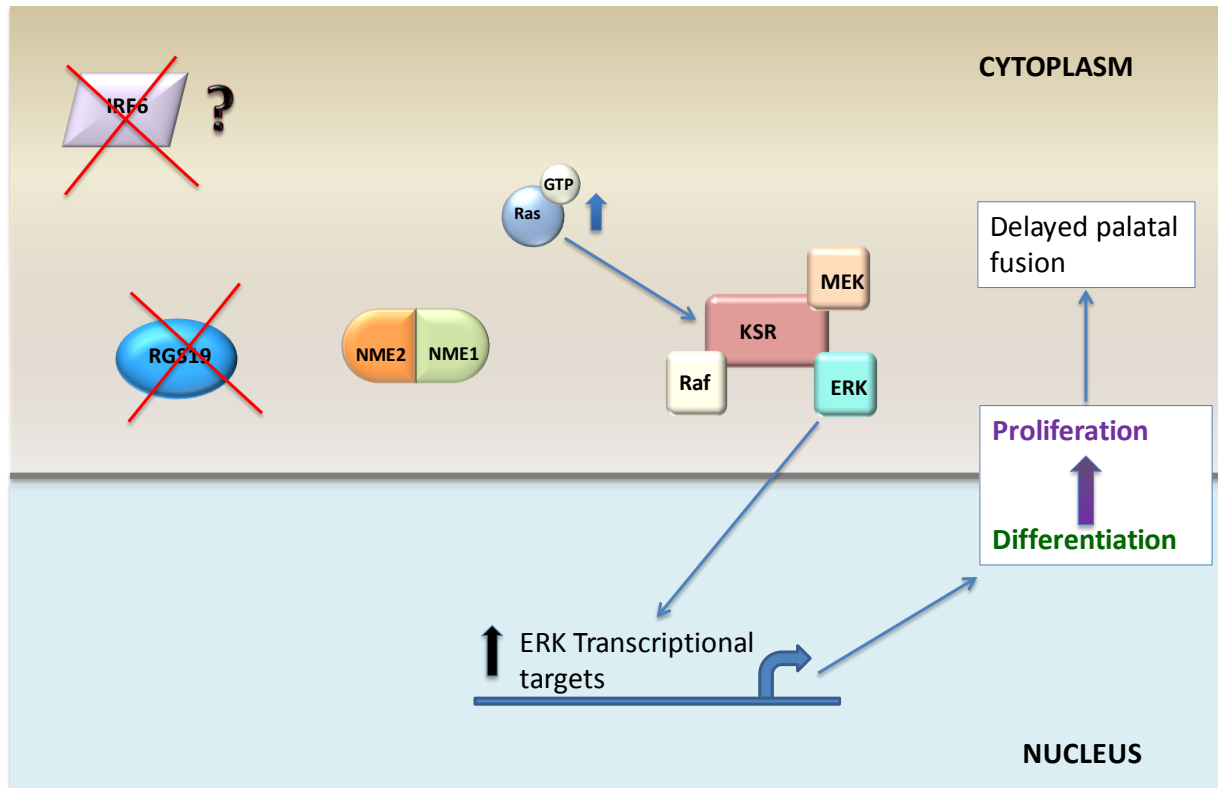 CYTOPLASM
IRF6
?
GTP
Ras
Delayed palatal
fusion
MEK
KSR
RGS19
NME2
NME1
Raf
ERK
Proliferation
Differentiation
ERK Transcriptional
targets
NUCLEUS